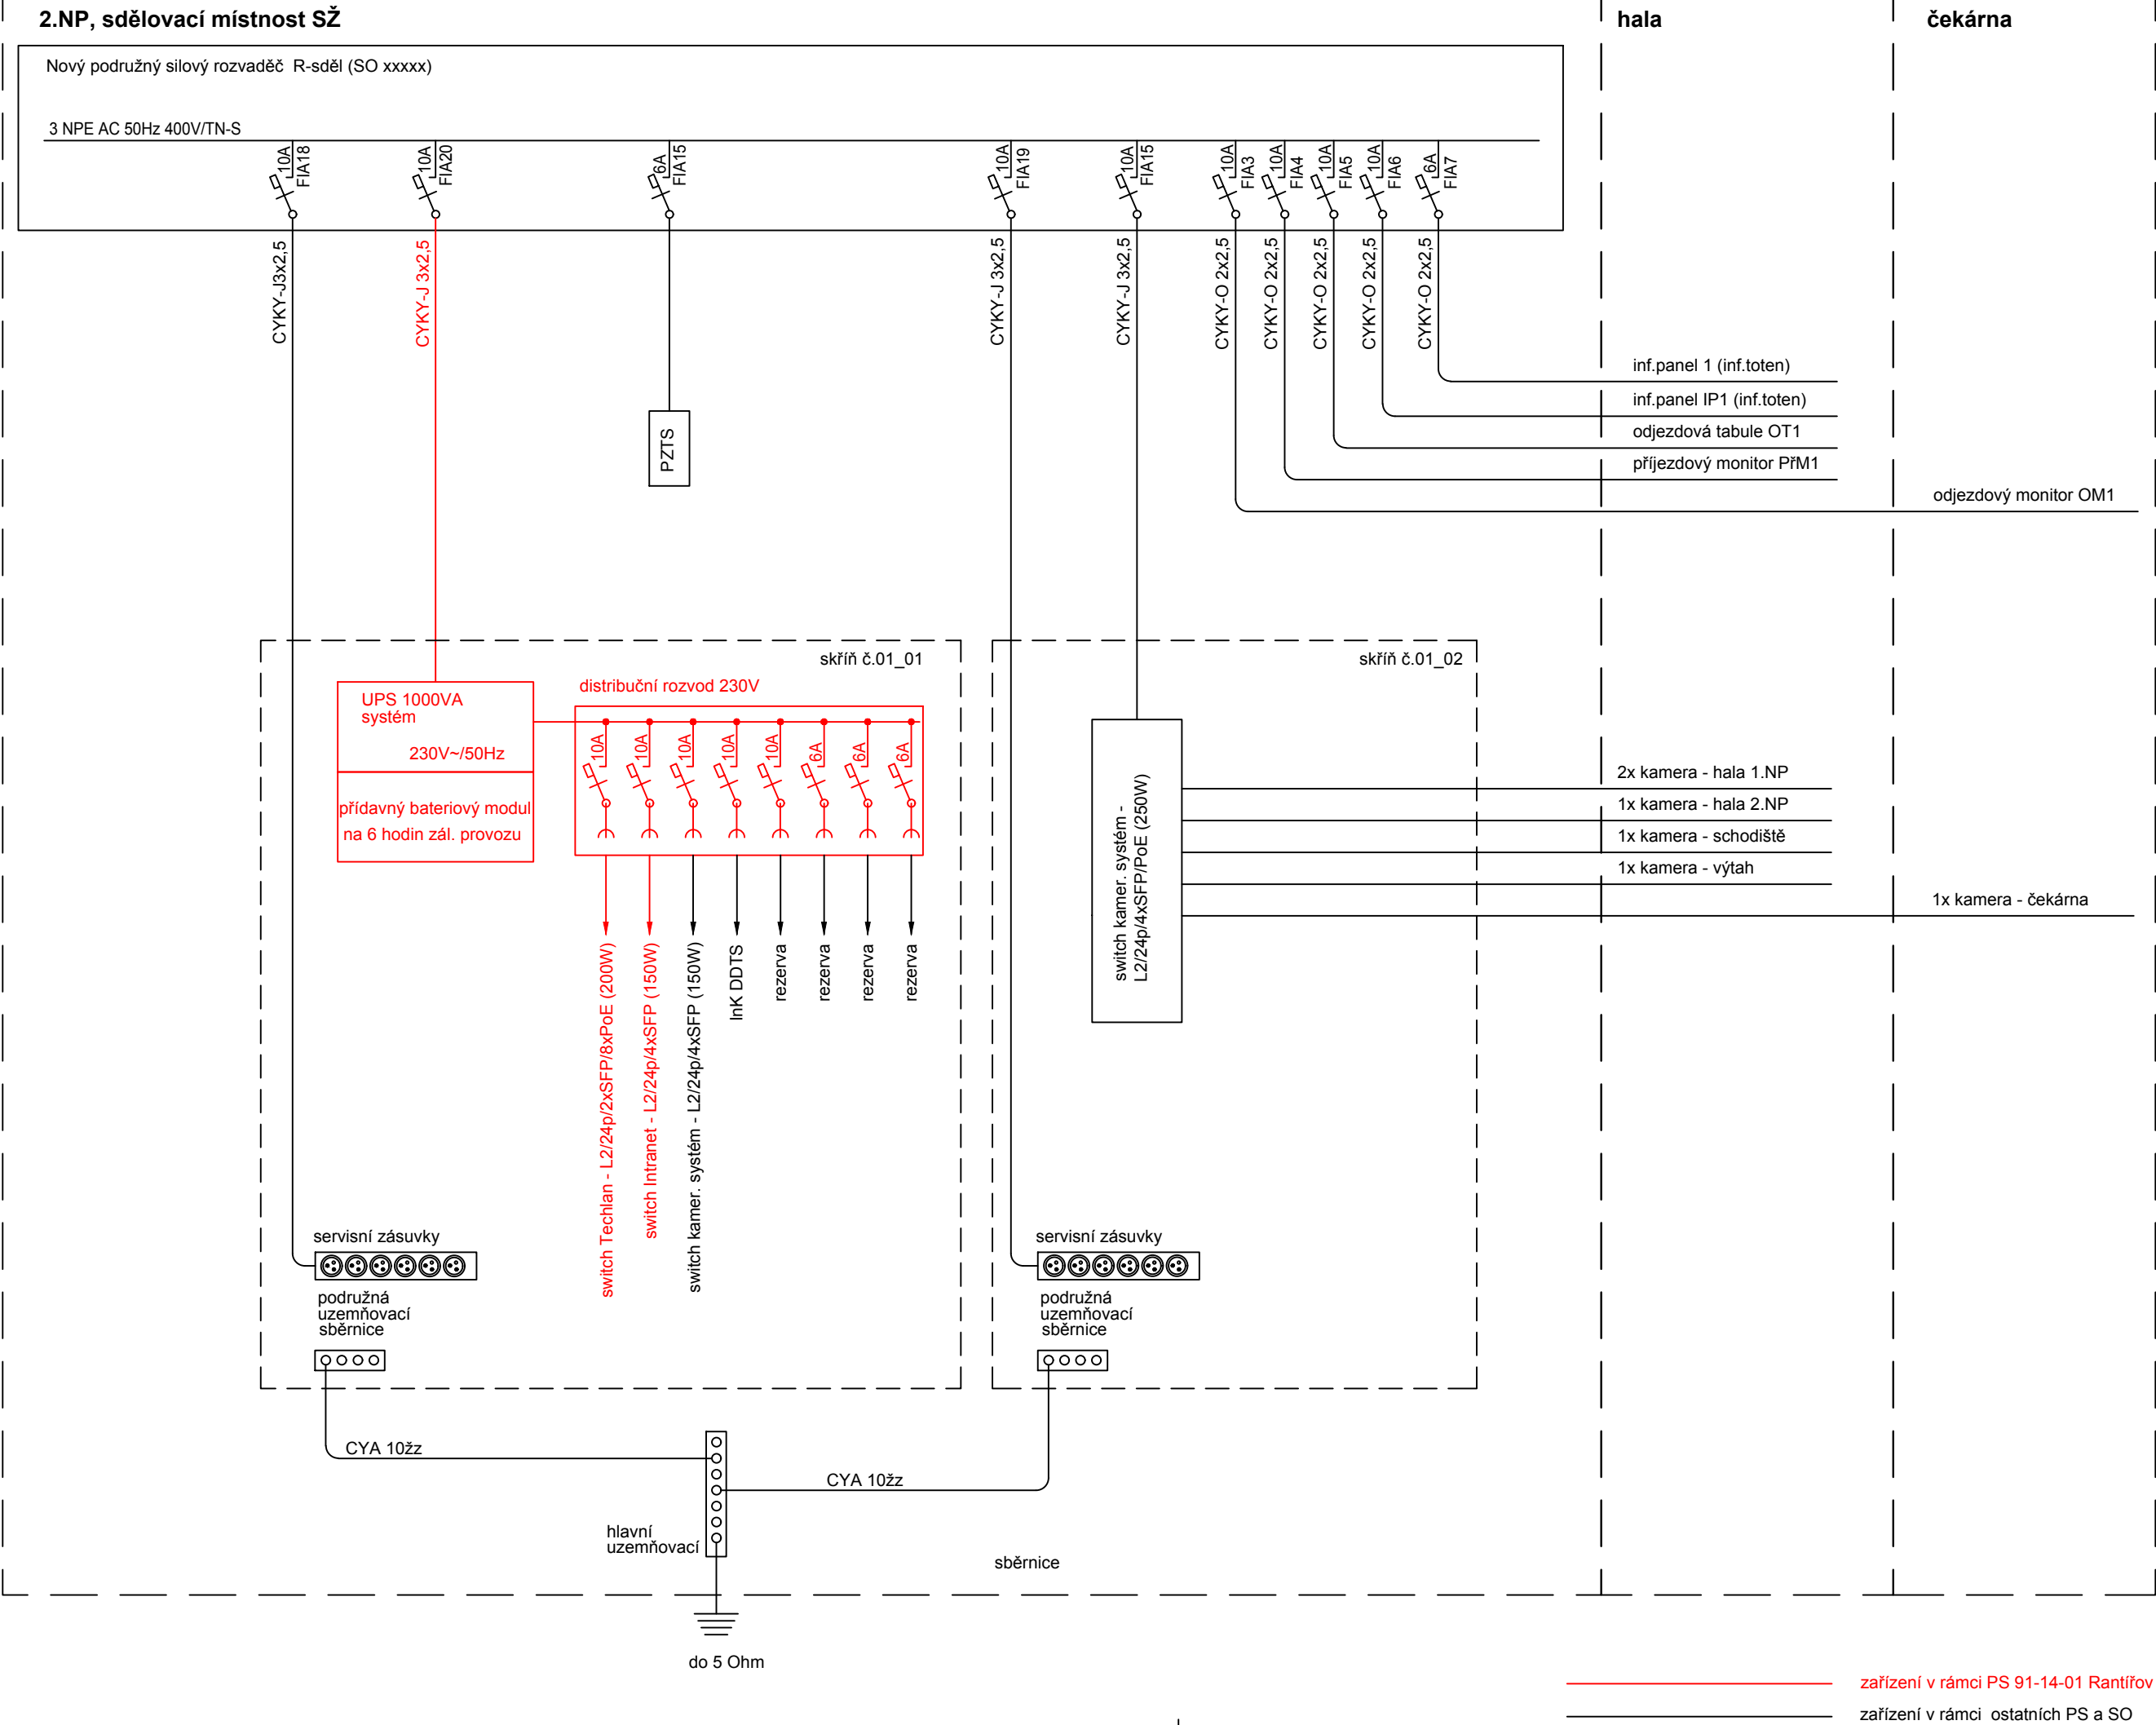 2.NP, sdělovací místnost SŽ
hala
čekárna
Nový podružný silový rozvaděč  R-sděl (SO xxxxx)
3 NPE AC 50Hz 400V/TN-S
10A
FIA18
10A
FIA20
6A
FIA15
10A
FIA19
10A
FIA15
10A
FIA3
10A
FIA4
10A
FIA5
10A
FIA6
6A
FIA7
CYKY-J3x2,5
CYKY-J 3x2,5
CYKY-J 3x2,5
CYKY-J 3x2,5
CYKY-O 2x2,5
CYKY-O 2x2,5
CYKY-O 2x2,5
CYKY-O 2x2,5
CYKY-O 2x2,5
inf.panel 1 (inf.toten)
inf.panel IP1 (inf.toten)
odjezdová tabule OT1
příjezdový monitor PřM1
odjezdový monitor OM1
PZTS
skříň č.01_01
skříň č.01_02
UPS 1000VA
systém
230V~/50Hz
přídavný bateriový modul
na 6 hodin zál. provozu
distribuční rozvod 230V
10A
10A
10A
10A
10A
6A
6A
6A
switch Techlan - L2/24p/2xSFP/8xPoE (200W)
switch Intranet - L2/24p/4xSFP (150W)
switch kamer. systém - L2/24p/4xSFP (150W)
InK DDTS
rezerva
rezerva
rezerva
rezerva
switch kamer. systém -
L2/24p/4xSFP/PoE (250W)
2x kamera - hala 1.NP
1x kamera - hala 2.NP
1x kamera - schodiště
1x kamera - výtah
1x kamera - čekárna
servisní zásuvky
podružná
uzemňovací
sběrnice
servisní zásuvky
podružná
uzemňovací
sběrnice
CYA 10žz
CYA 10žz
hlavní
uzemňovací
sběrnice
do 5 Ohm
zařízení v rámci PS 91-14-01 Rantířov
zařízení v rámci  ostatních PS a SO